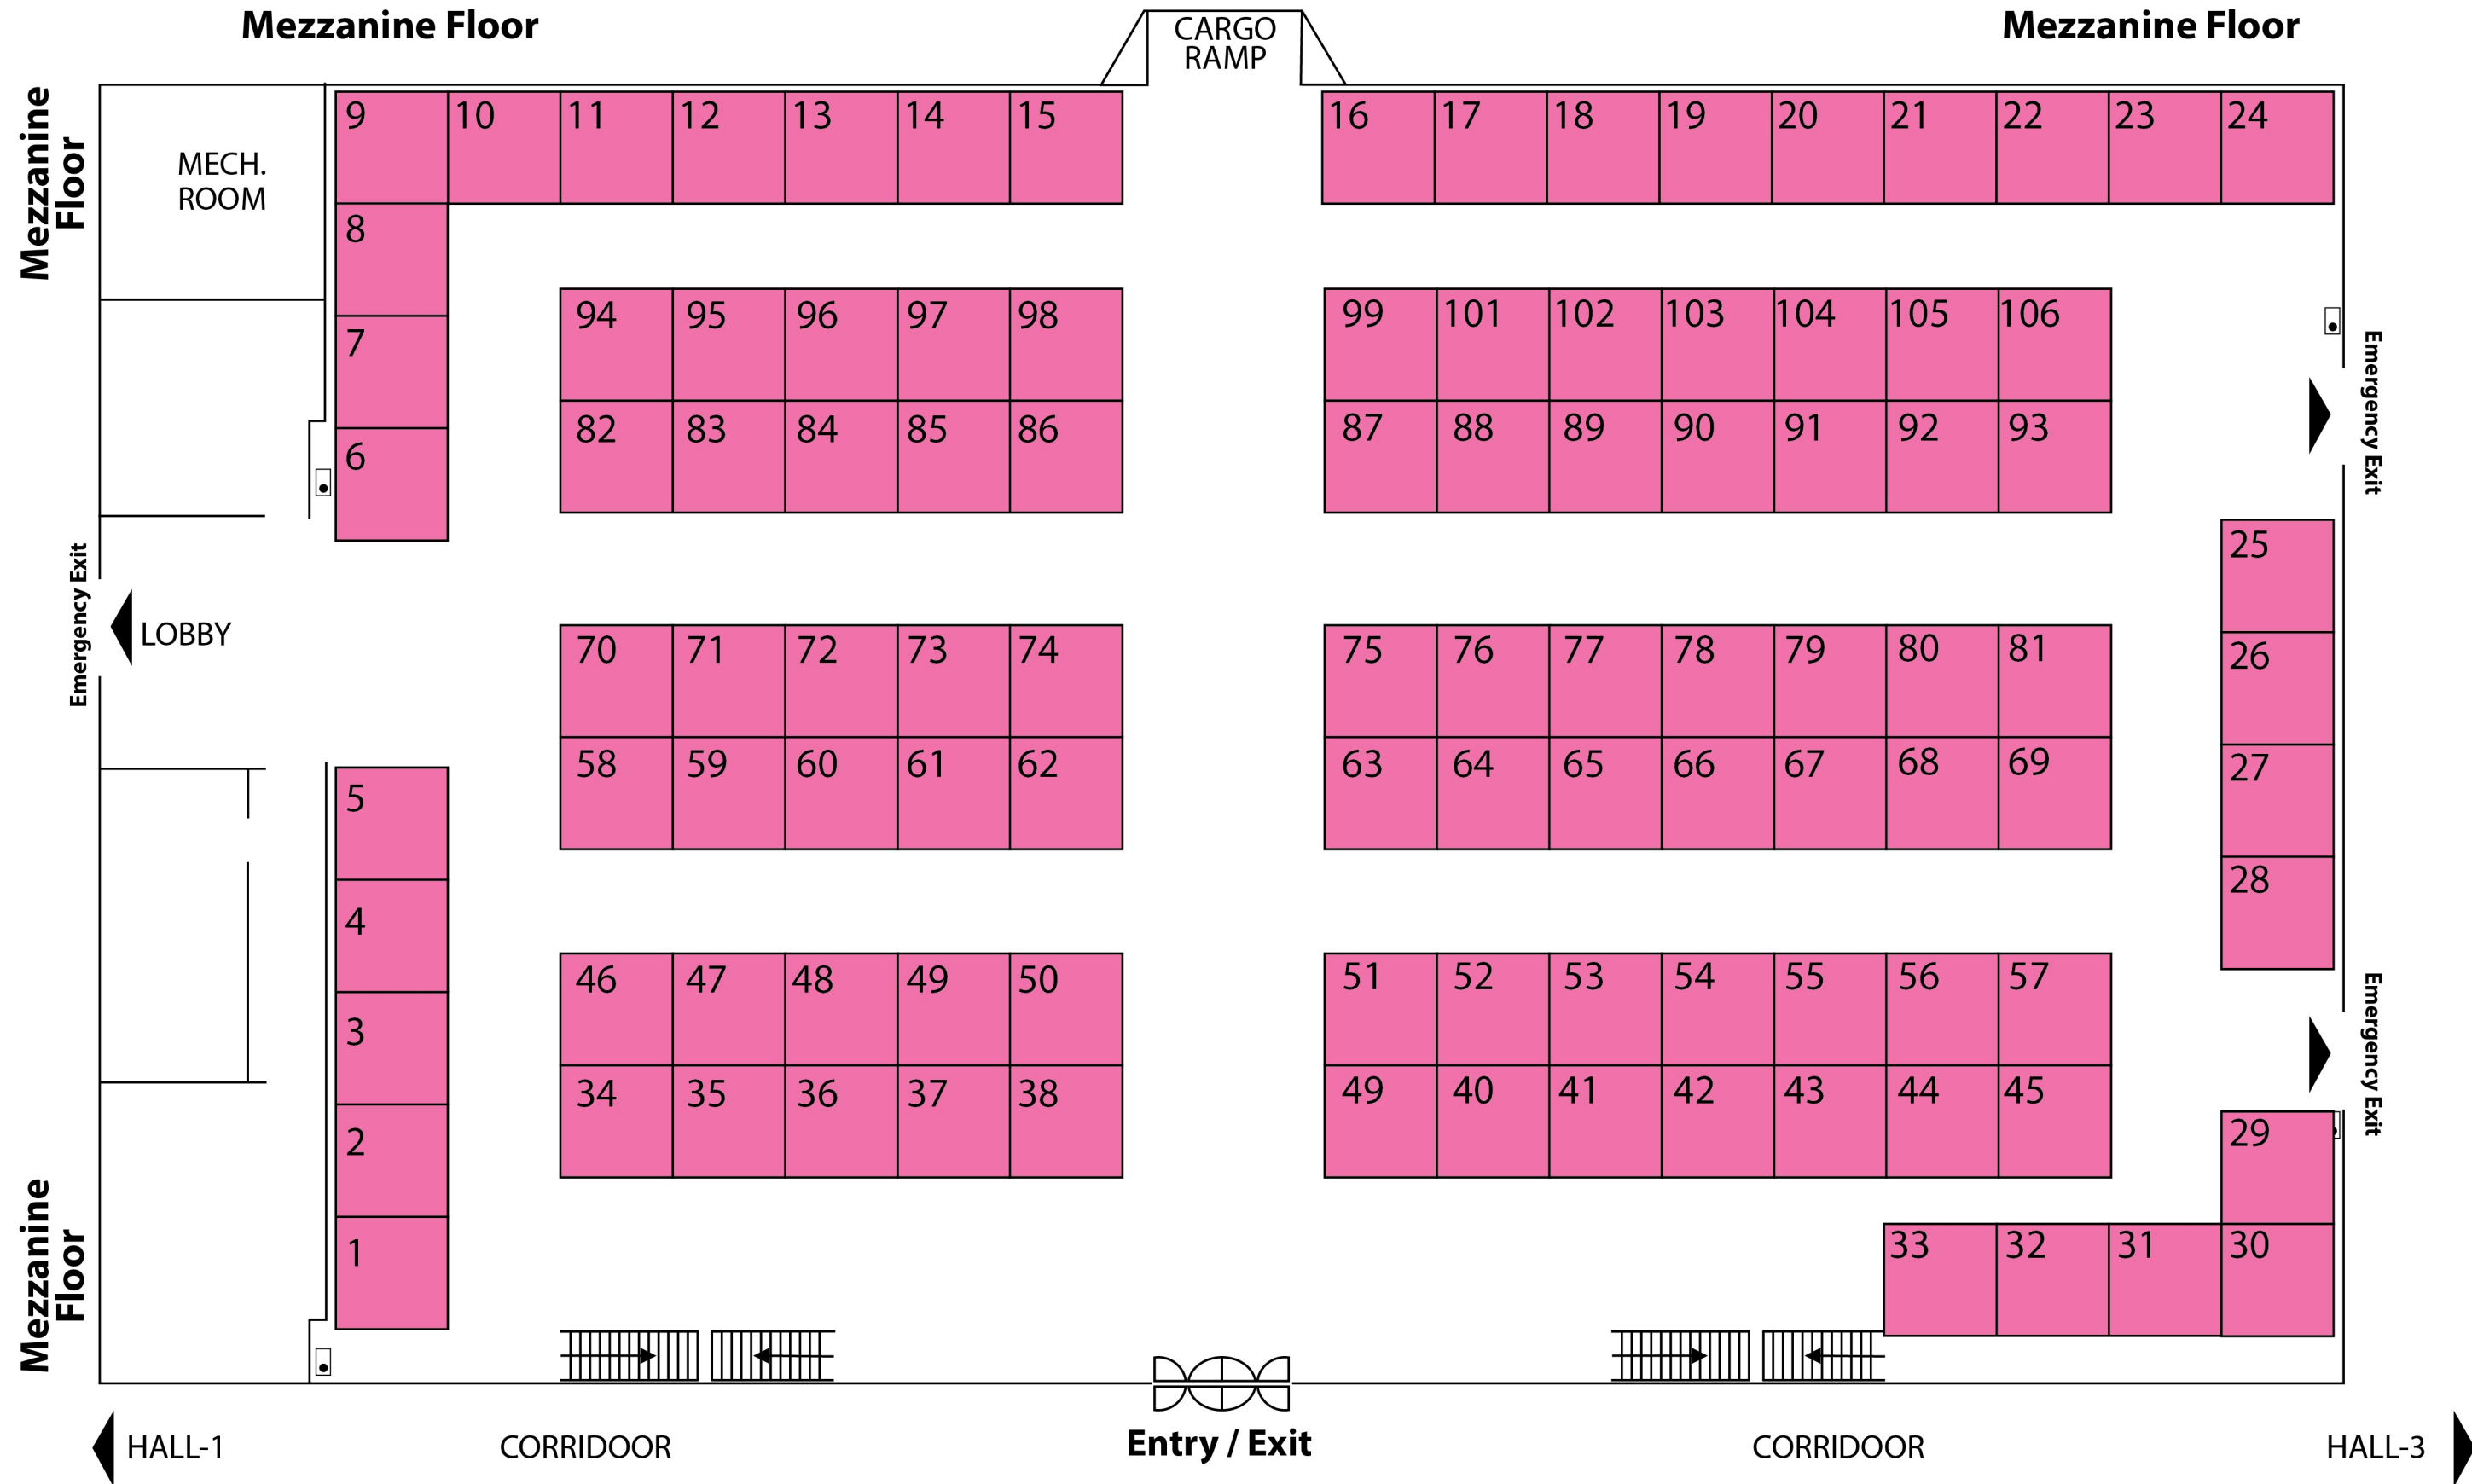 Mezzanine Floor
CARGO
RAMP
Mezzanine Floor
Mezzanine
Floor
MECH.
ROOM
9 10 11 12 13 14 15
16 17 18 19 20 21 22 23 24
8
7
6
94 95 96 97 98
82 83 84 85 86
99 101 102 103 104 105 106
87 88 89 90 91 92 93
Emergency Exit
Emergency Exit
LOBBY
70 71 72 73 74
58 59 60 61 62
75 76 77 78 79 80 81
63 64 65 66 67 68 69
25
26
27
28
5
4
3
2
1
46 47 48 49 50
34 35 36 37 38
51 52 53 54 55 56 57
49 40 41 42 43 44 45
Emergency Exit
29
33 32 31 30
Mezzanine
Floor
HALL-1
CORRIDOOR
Entry / Exit
CORRIDOOR
HALL-3